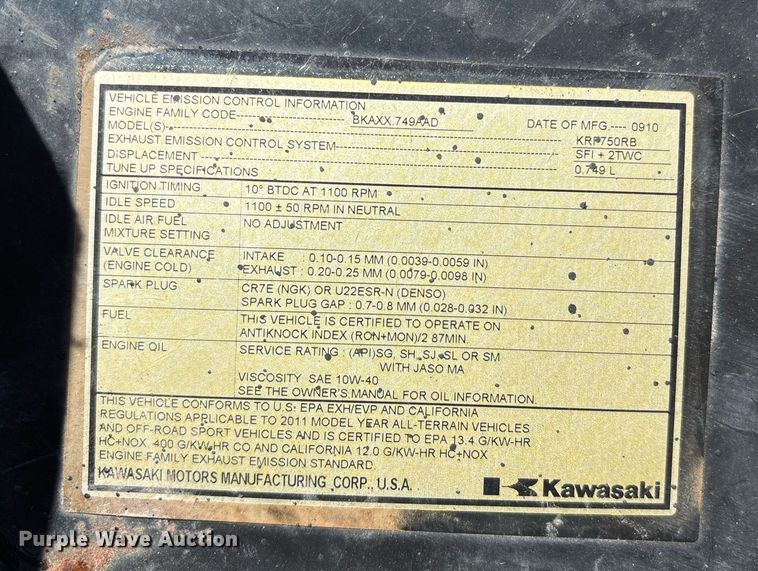 VEHICLE EMISSION CONTROL INFORMATION
ENGINE FAMILY CODE---- BKAXX.749AAD DATE OF MFG.---- 0910
MODEL(S)---- KRF750RB
EXHAUST EMISSION CONTROL SYSTEM---- SFI + 2TWC
DISPLACEMENT---- 0.749 L
TUNE UP SPECIFICATIONS
IGNITION TIMING 10° BTDC AT 1100 RPM
IDLE SPEED 1100 ± 50 RPM IN NEUTRAL
IDLE AIR FUEL MIXTURE SETTING NO ADJUSTMENT
VALVE CLEARANCE INTAKE : 0.10-0.15 MM (0.0039-0.0059 IN)
(ENGINE COLD) EXHAUST : 0.20-0.25 MM (0.0079-0.0098 IN)
SPARK PLUG CR7E (NGK) OR U22ESR-N (DENSO)
SPARK PLUG GAP : 0.7-0.8 MM (0.028-0.032 IN)
FUEL THIS VEHICLE IS CERTIFIED TO OPERATE ON
ANTIKNOCK INDEX (RON+MON)/2 87MIN.
ENGINE OIL SERVICE RATING : (API)SG, SH, SJ, SL OR SM
WITH JASO MA
VISCOSITY SAE 10W-40
SEE THE OWNER'S MANUAL FOR OIL INFORMATION.
THIS VEHICLE CONFORMS TO U.S. EPA EXH/EVP AND CALIFORNIA
REGULATIONS APPLICABLE TO 2011 MODEL YEAR ALL-TERRAIN VEHICLES
AND OFF-ROAD SPORT VEHICLES AND IS CERTIFIED TO EPA 13.4 G/KW-HR
HC+NOX, 400 G/KW-HR CO AND CALIFORNIA 12.0 G/KW-HR HC+NOX
ENGINE FAMILY EXHAUST EMISSION STANDARD.
KAWASAKI MOTORS MANUFACTURING CORP., U.S.A.
Kawasaki
Purple Wave Auction